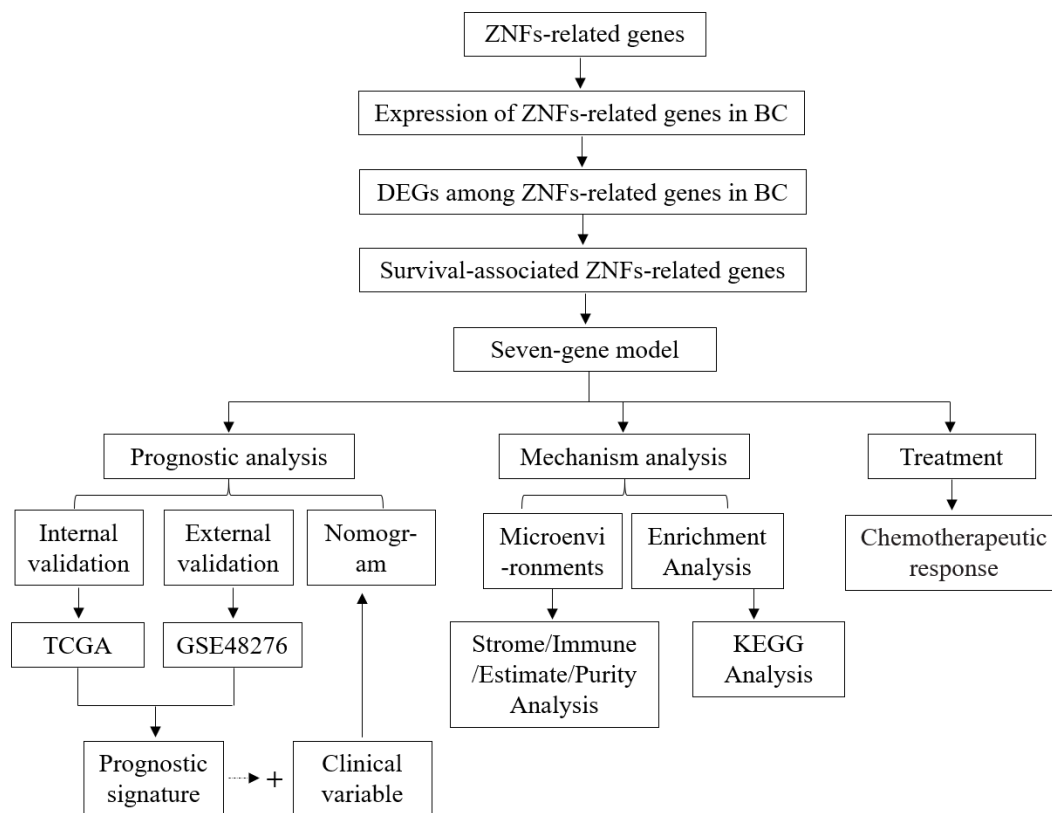 ZNFs-related genes
Expression of ZNFs-related genes in BC
DEGs among ZNFs-related genes in BC
Survival-associated ZNFs-related genes
Seven-gene model
Prognostic analysis
Mechanism analysis
Treatment
Internal
validation
External
validation
Nomogr-
am
Microenvi
-ronments
Enrichment
Analysis
Chemotherapeutic
response
TCGA
GSE48276
Strome/Immune
/Estimate/Purity
Analysis
KEGG
Analysis
Prognostic
signature
+
Clinical
variable